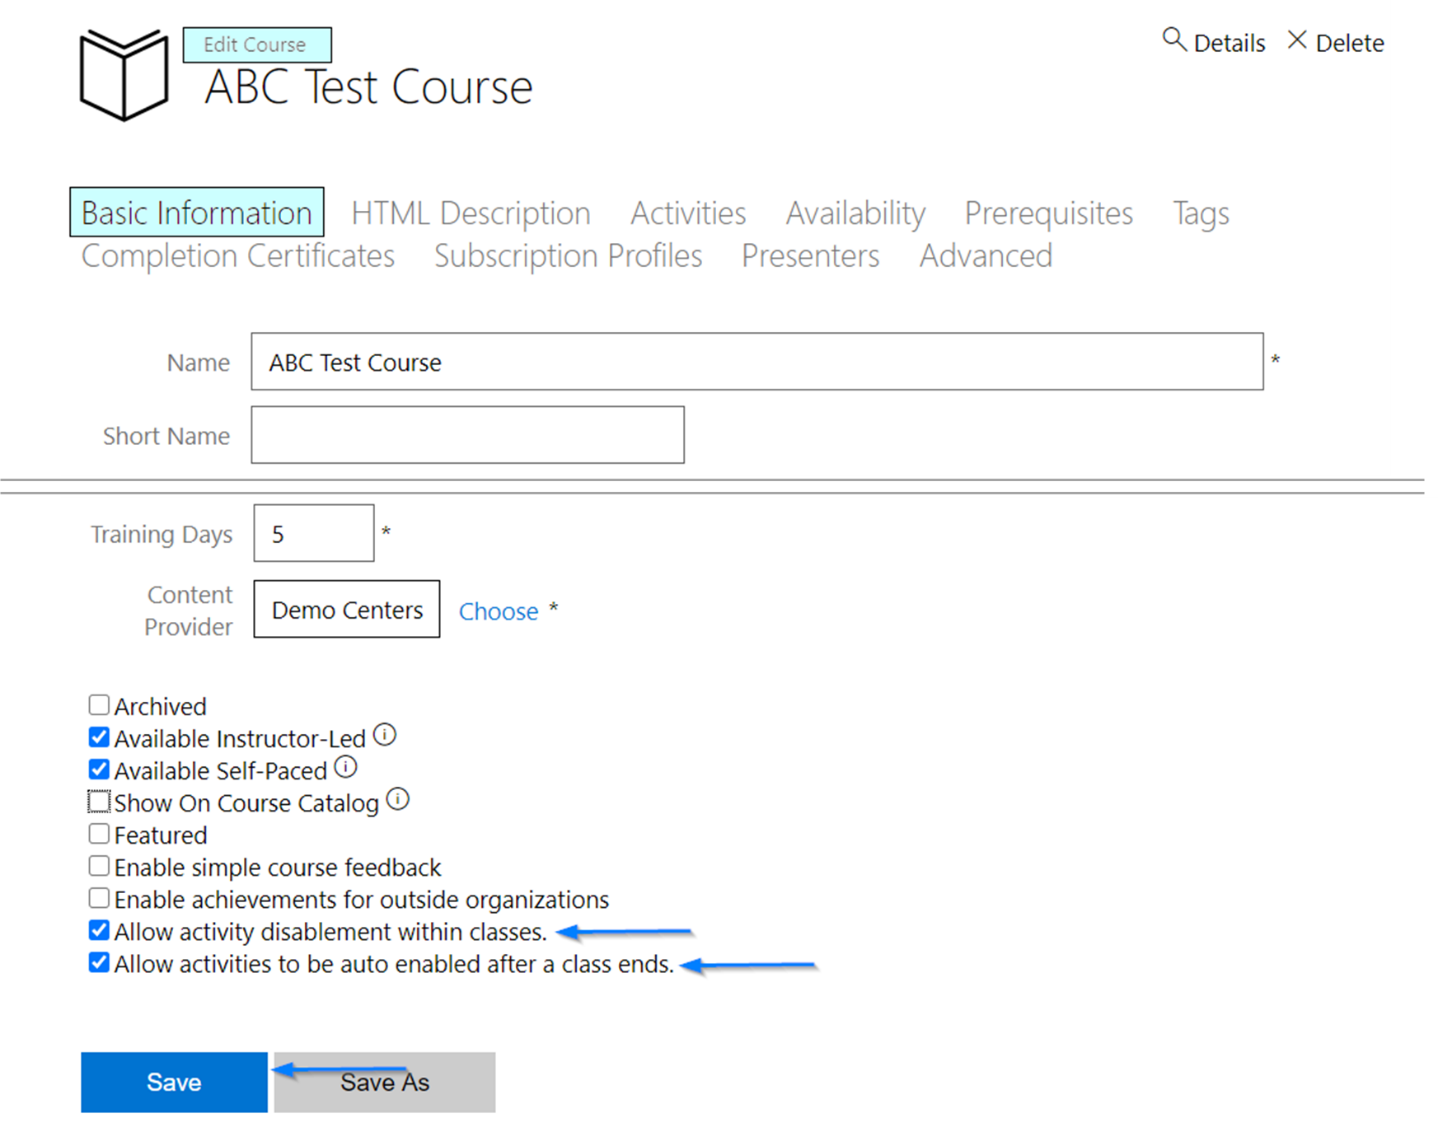 Edit Course
ABC Test Course
Details
Delete
Basic Information HTML Description Activities Availability Prerequisites Tags
Completion Certificates Subscription Profiles Presenters Advanced
Name ABC Test Course *
Short Name
Training Days 5 *
Content
Provider Demo Centers Choose *
Archived
Available Instructor-Led
Available Self-Paced
Show On Course Catalog
Featured
Enable simple course feedback
Enable achievements for outside organizations
Allow activity disablement within classes.
Allow activities to be auto enabled after a class ends.
Save Save As